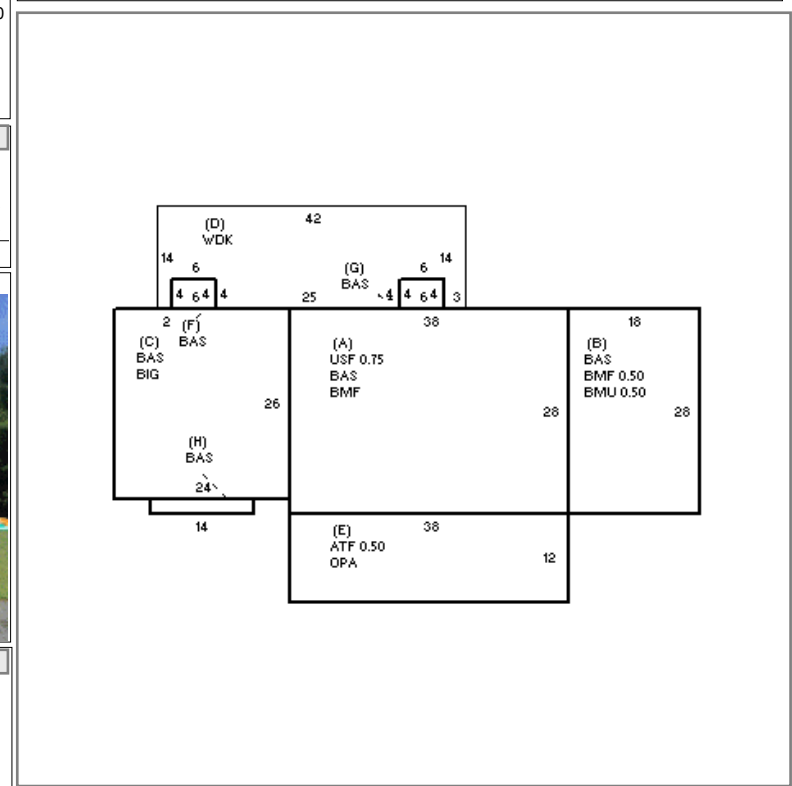 42
(D)
WDK
14
14
6
(G)
6
BAS
4 6 4 4
25
4 4 6 4 3
2 (F)
38
18
(C) BAS
(A)
(B)
BAS
USF 0.75
BAS
BIG
BAS
BMF 0.50
BMF
BMU 0.50
26
28
28
(H)
BAS
24
14
(E)
38
ATF 0.50
12
OPA